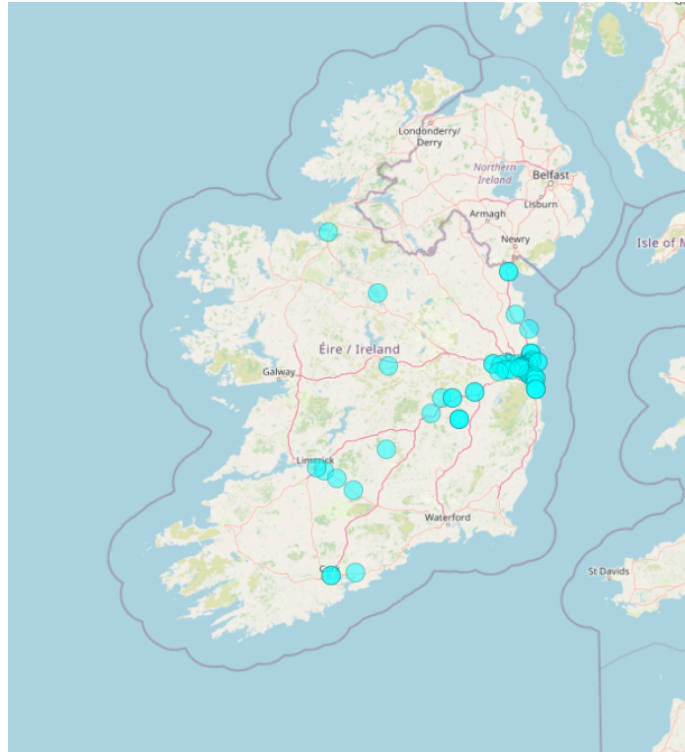 Londonderry/
Derry
Northern
Ireland
Belfast
Lisburn
Armagh
Newry
Isle of M
Éire / Ireland
Galway
Limerick
Waterford
St Davids